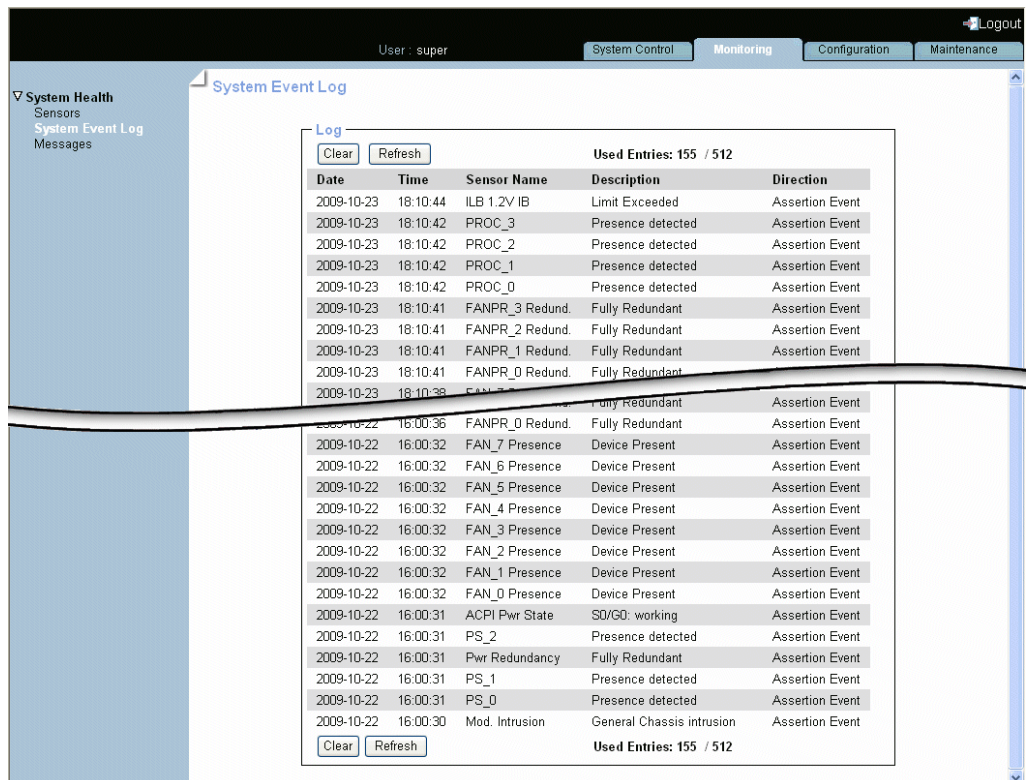 Logout
User : super System Control Monitoring Configuration Maintenance
System Health
Sensors
System Event Log
Messages
System Event Log
Log
Clear Refresh Used Entries: 155 / 512
Date Time Sensor Name Description Direction
2009-10-23 18:10:44 ILB 1.2V IB Limit Exceeded Assertion Event
2009-10-23 18:10:42 PROC_3 Presence detected Assertion Event
2009-10-23 18:10:42 PROC_2 Presence detected Assertion Event
2009-10-23 18:10:42 PROC_1 Presence detected Assertion Event
2009-10-23 18:10:42 PROC_0 Presence detected Assertion Event
2009-10-23 18:10:41 FANPR_3 Redund. Fully Redundant Assertion Event
2009-10-23 18:10:41 FANPR_2 Redund. Fully Redundant Assertion Event
2009-10-23 18:10:41 FANPR_1 Redund. Fully Redundant Assertion Event
2009-10-23 18:10:41 FANPR_0 Redund. Fully Redundant
2009-10-23 18:10:38
Fully Redundant Assertion Event
2009-10-22 16:00:36 FANPR_0 Redund. Fully Redundant Assertion Event
2009-10-22 16:00:32 FAN_7 Presence Device Present Assertion Event
2009-10-22 16:00:32 FAN_6 Presence Device Present Assertion Event
2009-10-22 16:00:32 FAN_5 Presence Device Present Assertion Event
2009-10-22 16:00:32 FAN_4 Presence Device Present Assertion Event
2009-10-22 16:00:32 FAN_3 Presence Device Present Assertion Event
2009-10-22 16:00:32 FAN_2 Presence Device Present Assertion Event
2009-10-22 16:00:32 FAN_1 Presence Device Present Assertion Event
2009-10-22 16:00:32 FAN_0 Presence Device Present Assertion Event
2009-10-22 16:00:31 ACPI Pwr State S0/G0: working Assertion Event
2009-10-22 16:00:31 PS_2 Presence detected Assertion Event
2009-10-22 16:00:31 Pwr Redundancy Fully Redundant Assertion Event
2009-10-22 16:00:31 PS_1 Presence detected Assertion Event
2009-10-22 16:00:31 PS_0 Presence detected Assertion Event
2009-10-22 16:00:30 Mod. Intrusion General Chassis intrusion Assertion Event
Clear Refresh Used Entries: 155 / 512